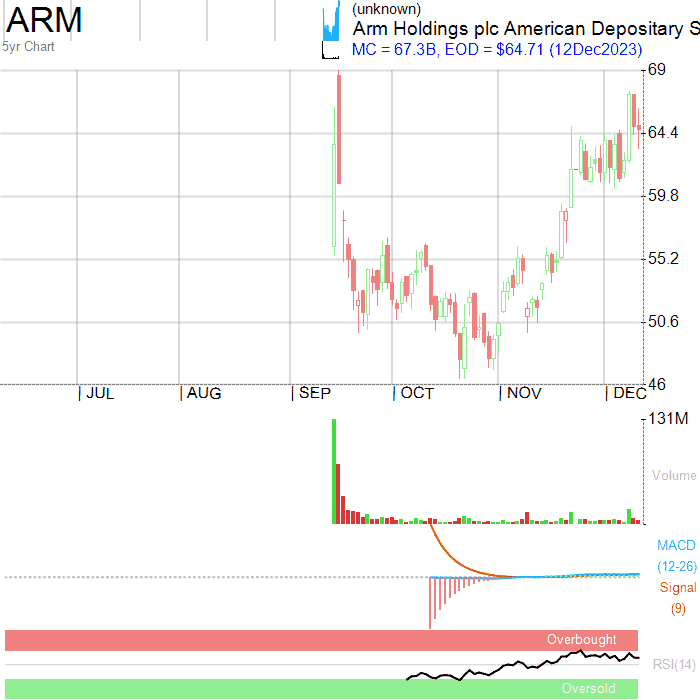 ARM
5yr Chart
(unknown)
Arm Holdings plc American Depositary S
MC = 67.3B, EOD = $64.71 (12Dec2023)
69
64.4
59.8
55.2
50.6
46
| JUL | AUG | SEP | OCT | NOV | DEC
131M
Volume
MACD
(12-26)
Signal
(9)
Overbought
RSI(14)
Oversold